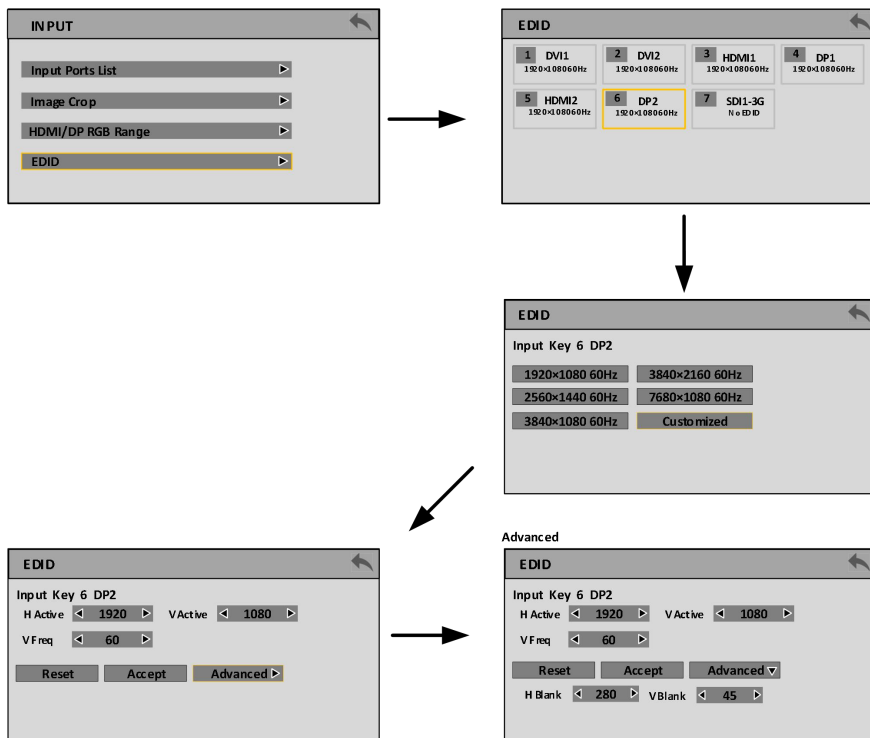 INPUT
Input Ports List
Image Crop
HDMI/DP RGB Range
EDID
EDID
1 DVI1
1920×108060Hz
2 DVI2
1920×108060Hz
3 HDMI1
1920×108060Hz
4 DP1
1920×108060Hz
5 HDMI2
1920×108060Hz
6 DP2
1920×108060Hz
7 SDI1-3G
No EDID
EDID
Input Key 6 DP2
1920×1080 60Hz 3840×2160 60Hz
2560×1440 60Hz 7680×1080 60Hz
3840×1080 60Hz Customized
EDID
Input Key 6 DP2
H Active 1920 V Active 1080
V Freq 60
Reset Accept Advanced
Advanced
EDID
Input Key 6 DP2
H Active 1920 V Active 1080
V Freq 60
Reset Accept Advanced
H Blank 280 V Blank 45